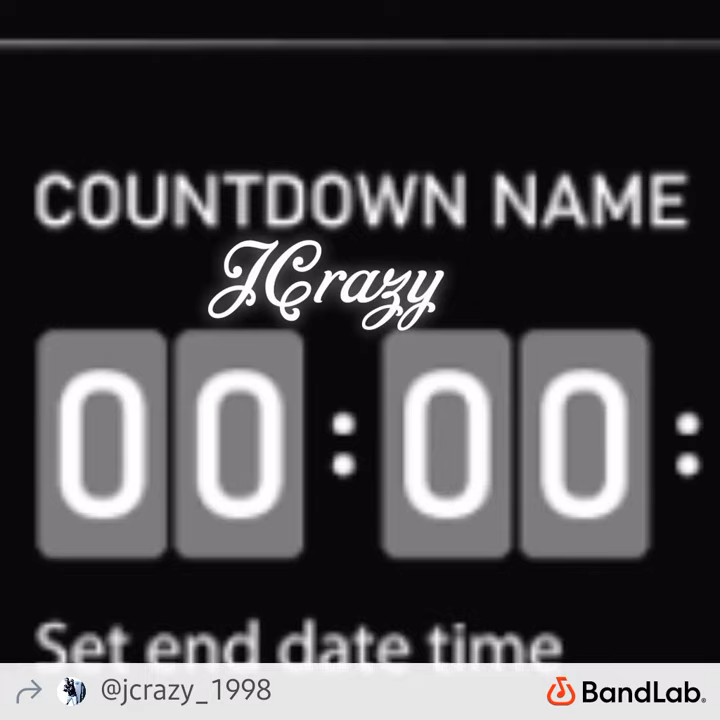 COUNTDOWN NAME
JCrazy
00:00:
Set end date time
@jcrazy_1998
BandLab®